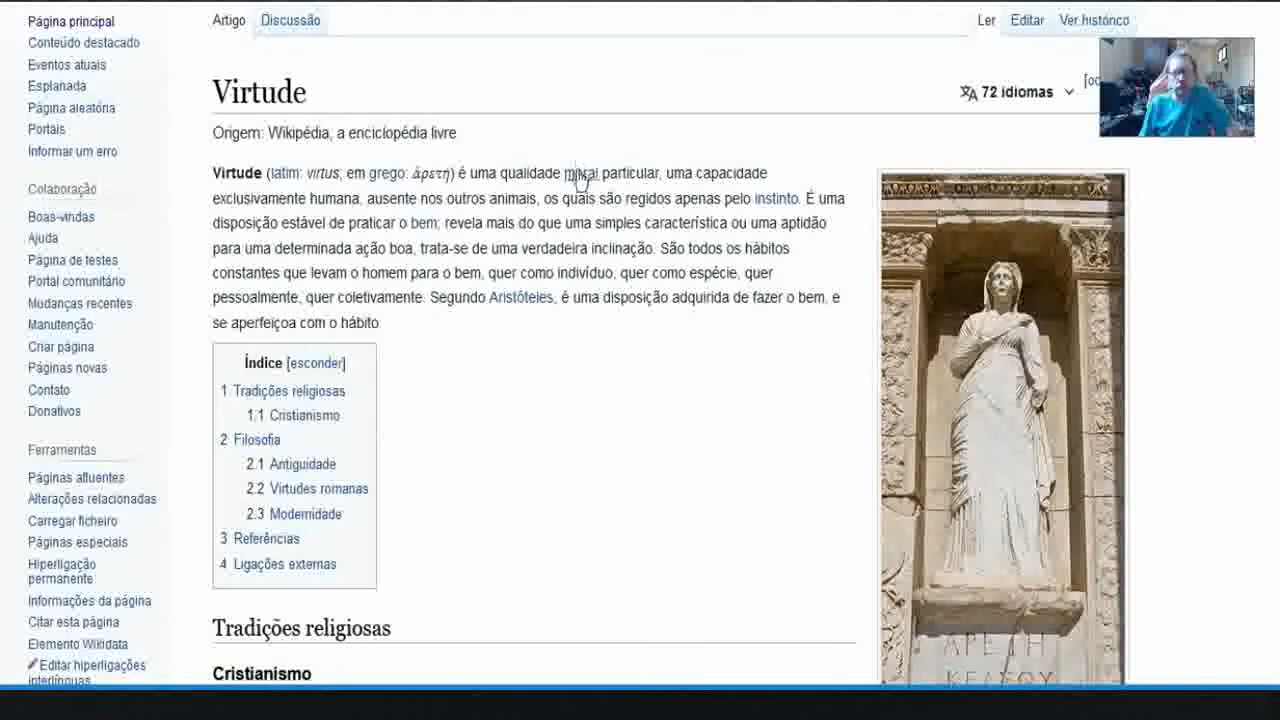 Página principal
Conteúdo destacado
Eventos atuais
Esplanada
Página aleatória
Portais
Informar um erro
Colaboração
Boas-vindas
Ajuda
Página de testes
Portal comunitário
Mudanças recentes
Manutenção
Criar página
Páginas novas
Contato
Donativos
Ferramentas
Páginas afluentes
Alterações relacionadas
Carregar ficheiro
Páginas especiais
Hiperligação
permanente
Informações da página
Citar esta página
Elemento Wikidata
Editar hiperligações
interlínguas
Artigo Discussão
Ler Editar Ver histórico
Virtude
72 idiomas
Origem: Wikipédia, a enciclopédia livre
Virtude (latim: virtus; em grego: ἀρετή) é uma qualidade moral particular, uma capacidade
exclusivamente humana, ausente nos outros animais, os quais são regidos apenas pelo instinto. É uma
disposição estável de praticar o bem; revela mais do que uma simples característica ou uma aptidão
para uma determinada ação boa, trata-se de uma verdadeira inclinação. São todos os hábitos
constantes que levam o homem para o bem, quer como indivíduo, quer como espécie, quer
pessoalmente, quer coletivamente. Segundo Aristóteles, é uma disposição adquirida de fazer o bem, e
se aperfeiçoa com o hábito.
Índice [esconder]
1 Tradições religiosas
1.1 Cristianismo
2 Filosofia
2.1 Antiguidade
2.2 Virtudes romanas
2.3 Modernidade
3 Referências
4 Ligações externas
Tradições religiosas
Cristianismo
ΑΡΕΤΗ